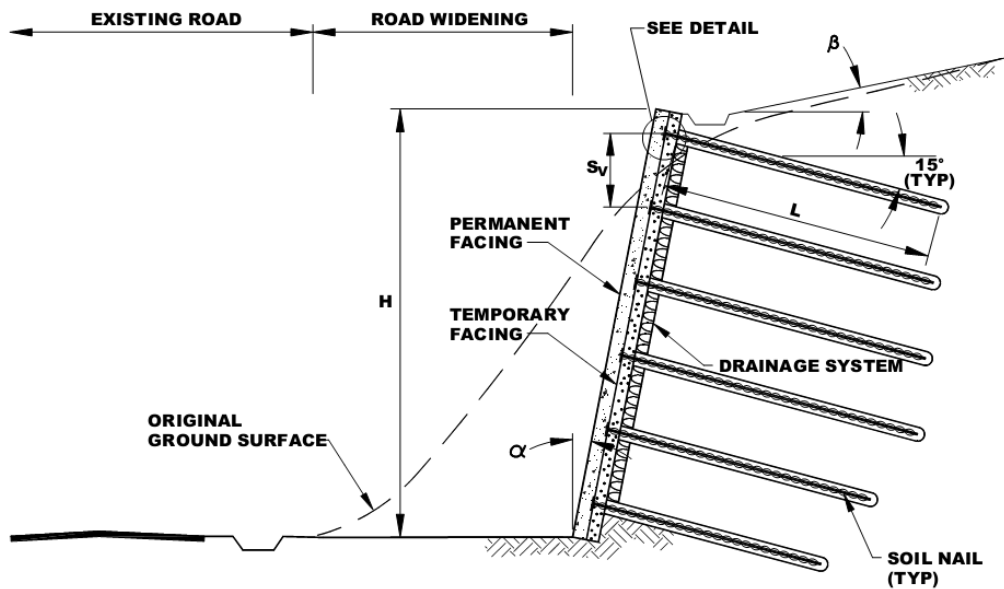 EXISTING ROAD
ROAD WIDENING
SEE DETAIL
β
15°
(TYP)
Sv
L
PERMANENT
FACING
H
TEMPORARY
FACING
DRAINAGE SYSTEM
ORIGINAL
GROUND SURFACE
α
SOIL NAIL
(TYP)